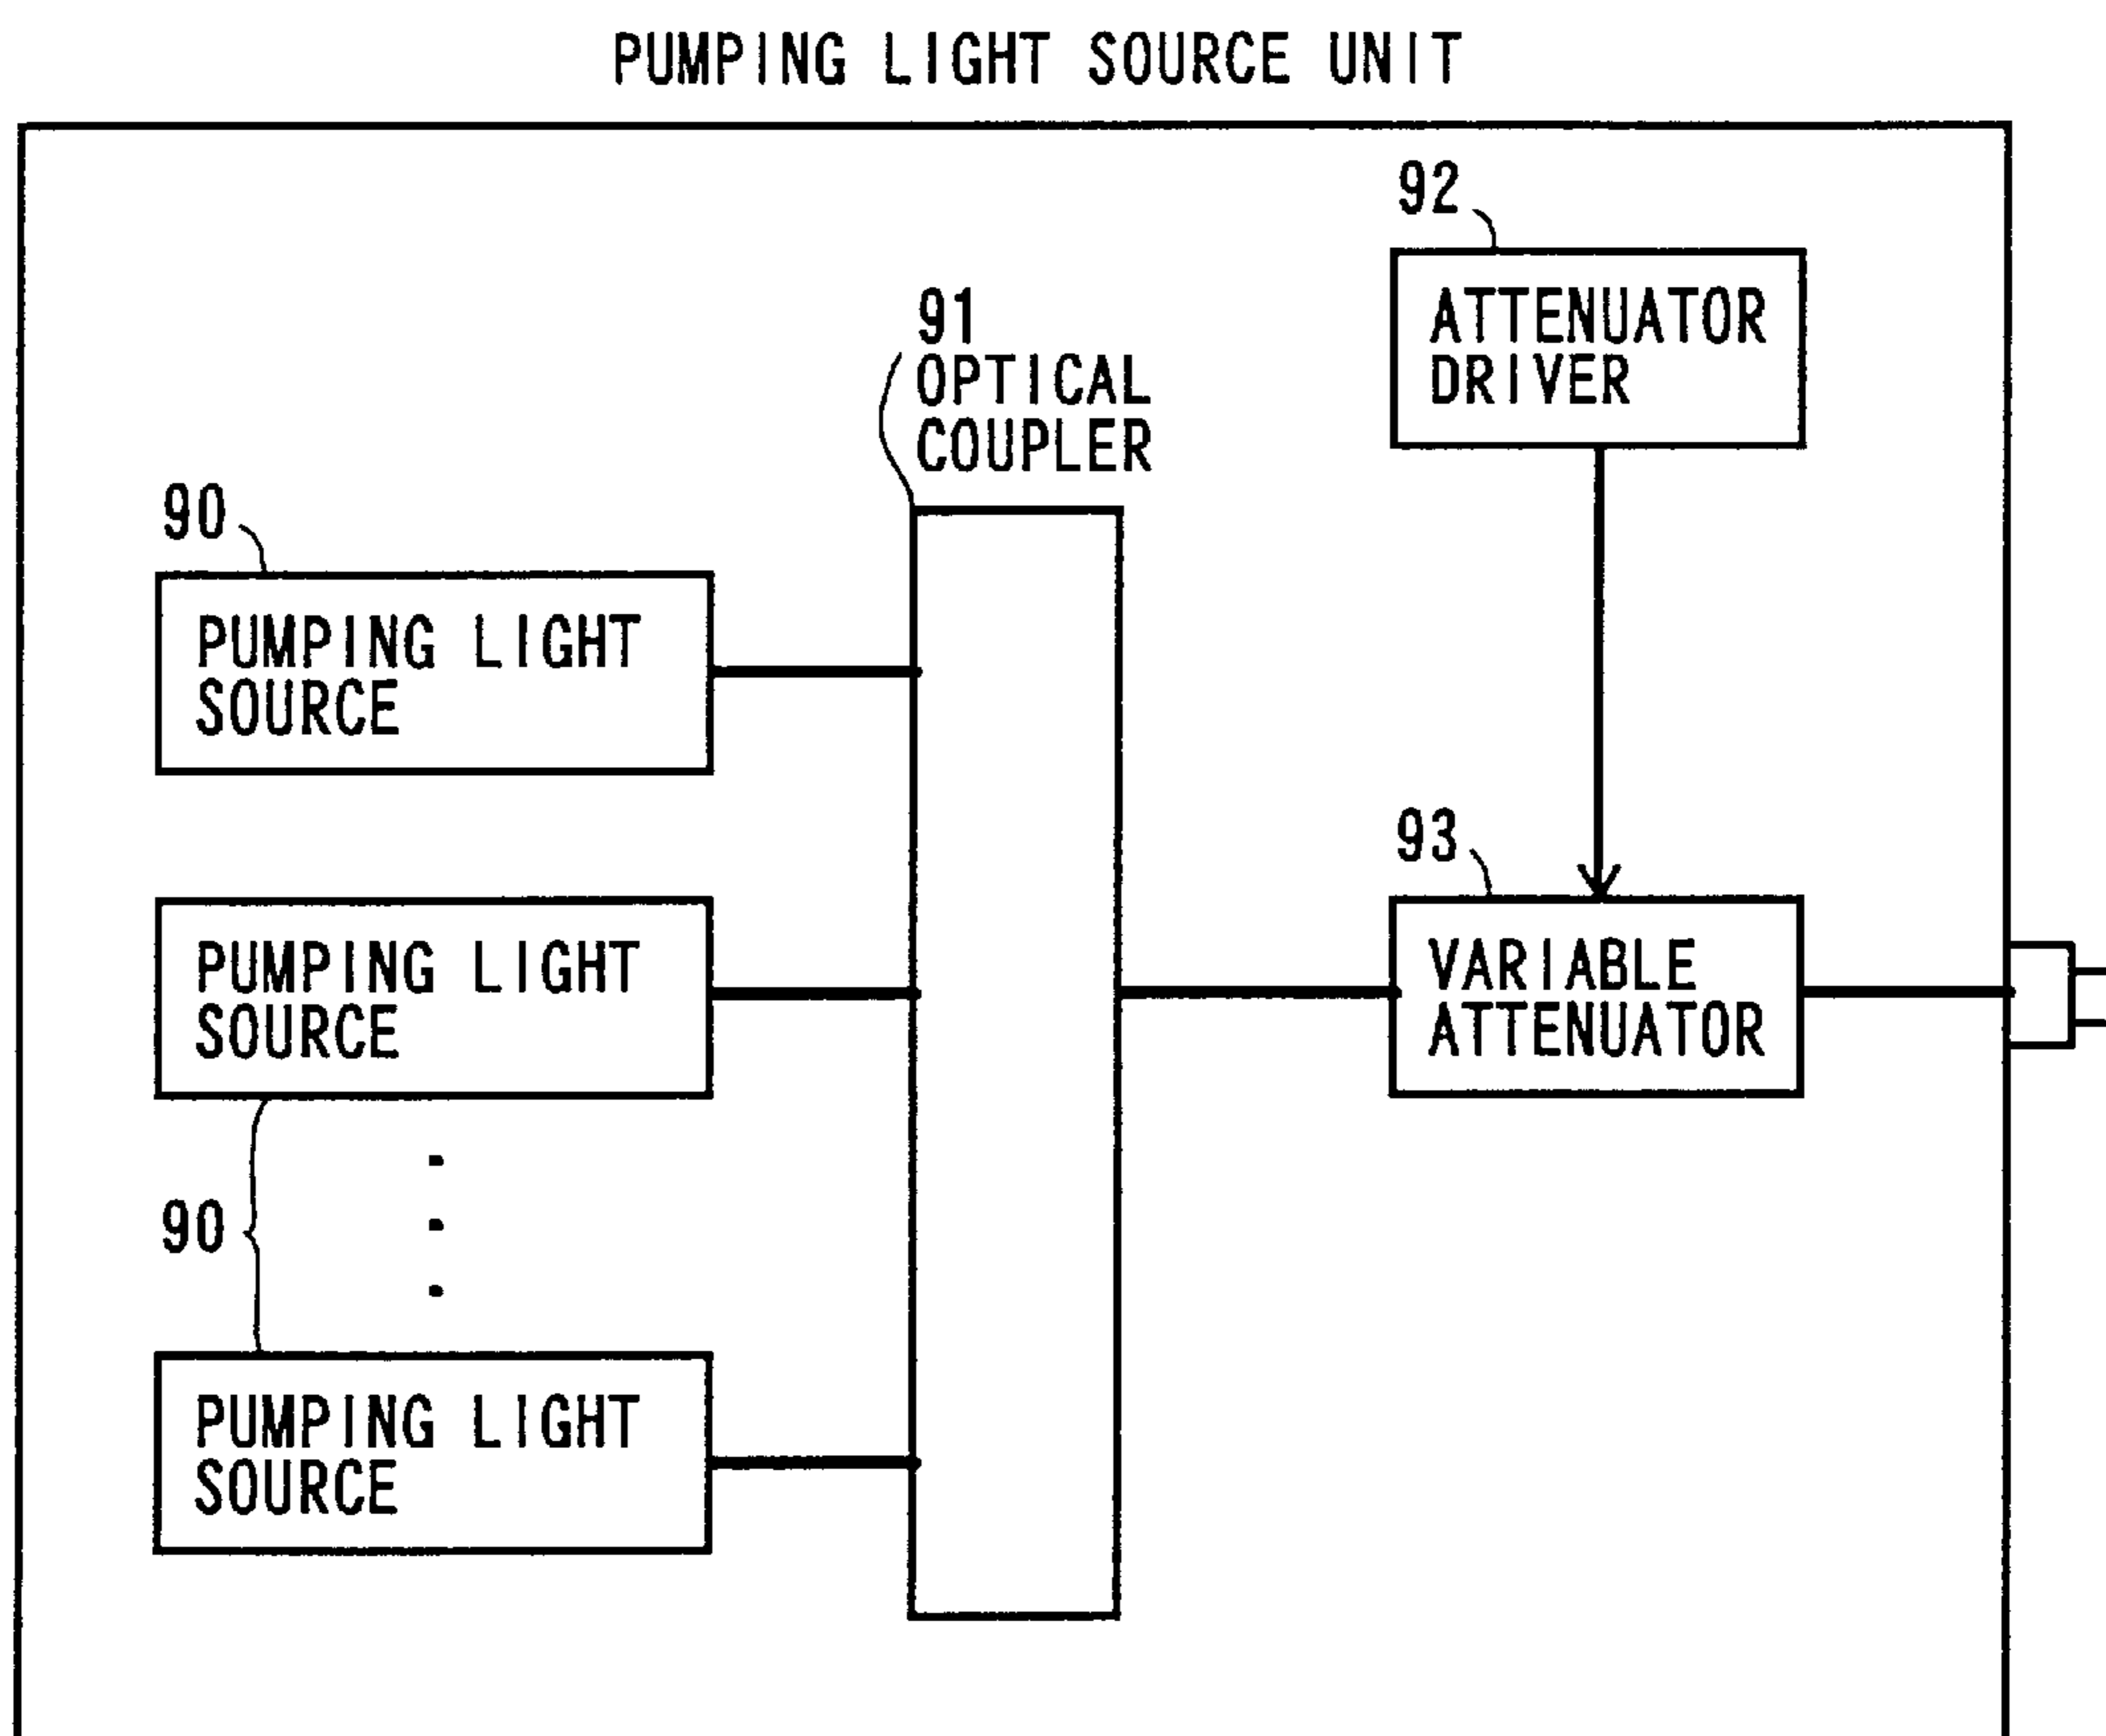 PUMPING LIGHT SOURCE UNIT
92
ATTENUATOR
DRIVER
91
OPTICAL
COUPLER
90
PUMPING LIGHT
SOURCE
93
VARIABLE
ATTENUATOR
PUMPING LIGHT
SOURCE
90
PUMPING LIGHT
SOURCE